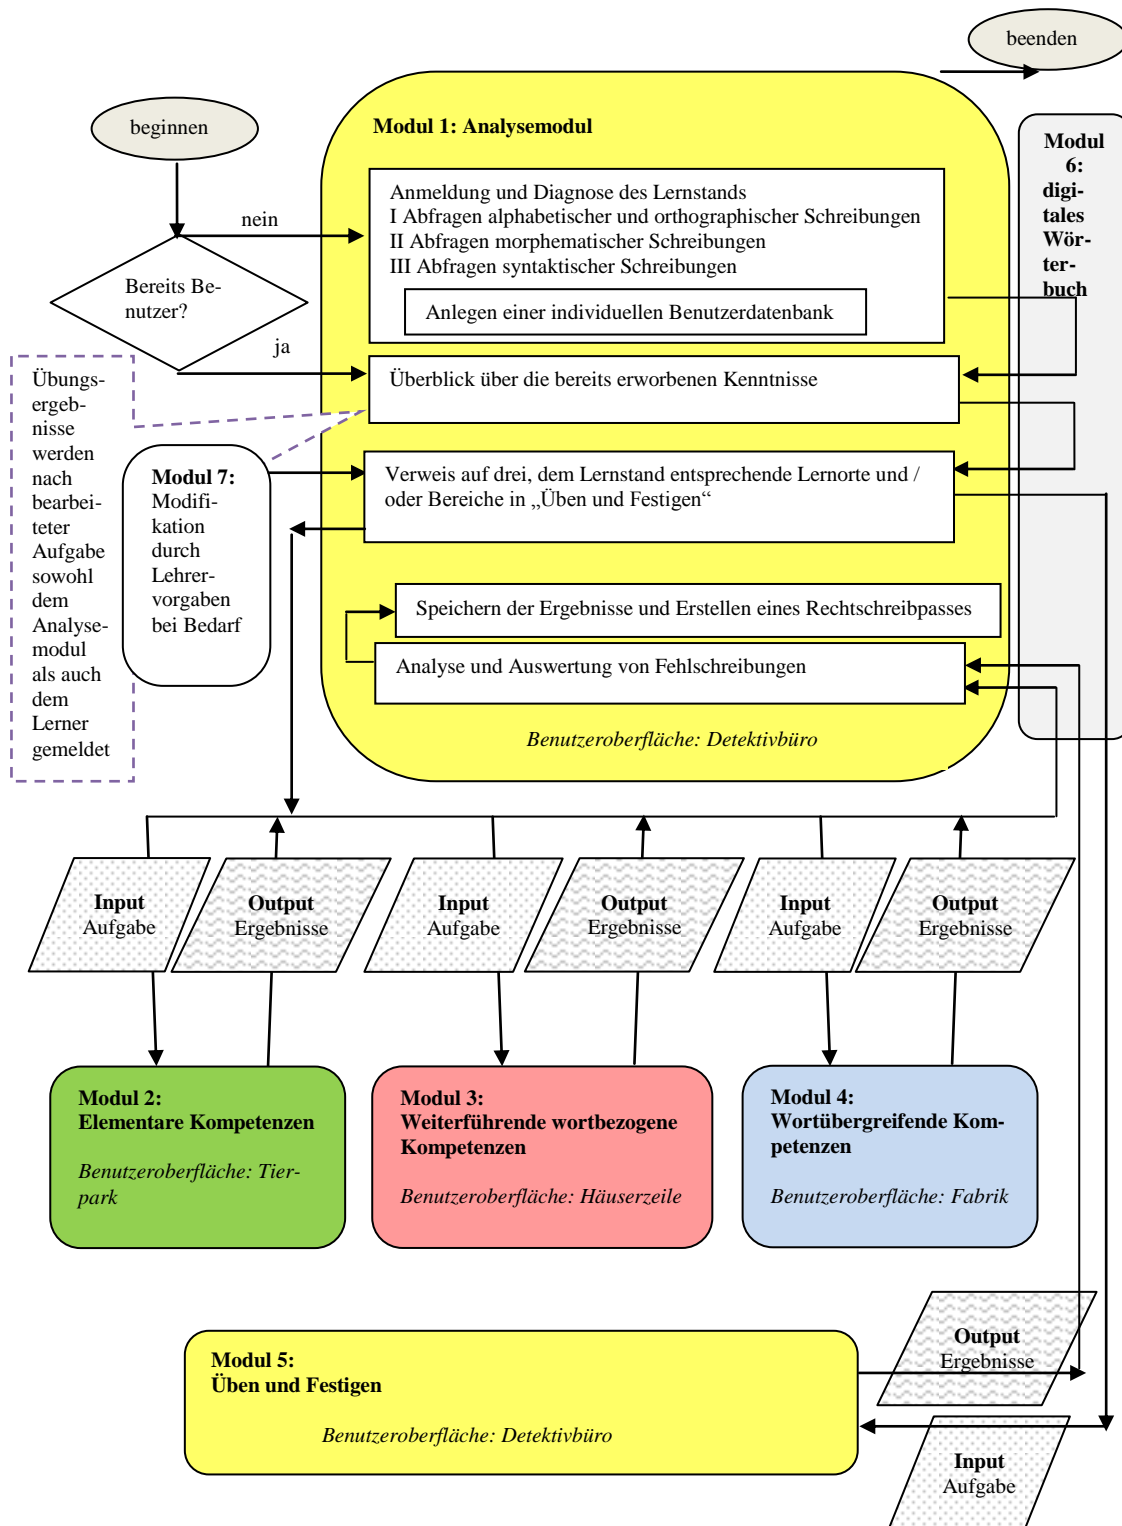 beenden
beginnen
Modul 1: Analysemodul
nein
Anmeldung und Diagnose des Lernstands
I Abfragen alphabetischer und orthographischer Schreibungen
II Abfragen morphematischer Schreibungen
III Abfragen syntaktischer Schreibungen
Anlegen einer individuellen Benutzerdatenbank
Modul
6:
digi-
tales
Wör-
ter-
buch
Bereits Be-
nutzer?
ja
Überblick über die bereits erworbenen Kenntnisse
Übungs-
ergeb-
nisse
werden
nach
bearbei-
teter
Aufgabe
sowohl
dem
Analyse-
modul
als auch
dem
Lerner
gemeldet
Modul 7:
Modifi-
kation
durch
Lehrer-
vorgaben
bei Bedarf
Verweis auf drei, dem Lernstand entsprechende Lernorte und /
oder Bereiche in „Üben und Festigen“
Speichern der Ergebnisse und Erstellen eines Rechtschreibpasses
Analyse und Auswertung von Fehlschreibungen
Benutzeroberfläche: Detektivbüro
Input
Aufgabe
Output
Ergebnisse
Input
Aufgabe
Output
Ergebnisse
Input
Aufgabe
Output
Ergebnisse
Modul 2:
Elementare Kompetenzen
Benutzeroberfläche: Tier-
park
Modul 3:
Weiterführende wortbezogene
Kompetenzen
Benutzeroberfläche: Häuserzeile
Modul 4:
Wortübergreifende Kom-
petenzen
Benutzeroberfläche: Fabrik
Modul 5:
Üben und Festigen
Benutzeroberfläche: Detektivbüro
Output
Ergebnisse
Input
Aufgabe